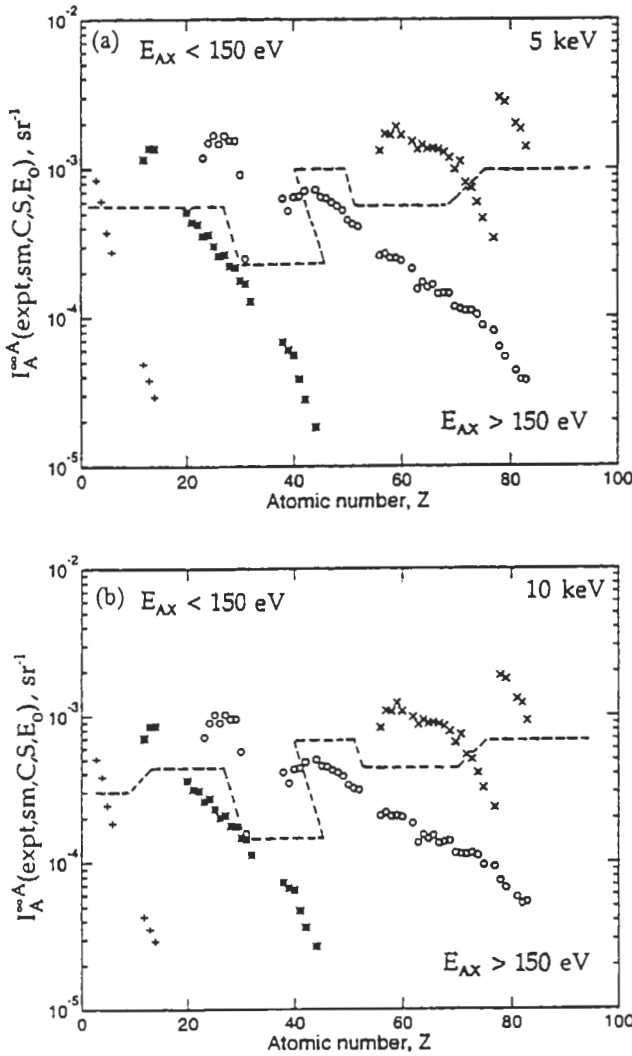 10⁻²
(a)
E_AX < 150 eV
5 keV
10⁻³
I_A^∞A(expt,sm,C,S,E₀), sr⁻¹
10⁻⁴
E_AX > 150 eV
10⁻⁵
0 20 40 60 80 100
Atomic number, Z
10⁻²
(b)
E_AX < 150 eV
10 keV
10⁻³
I_A^∞A(expt,sm,C,S,E₀), sr⁻¹
10⁻⁴
E_AX > 150 eV
10⁻⁵
0 20 40 60 80 100
Atomic number, Z